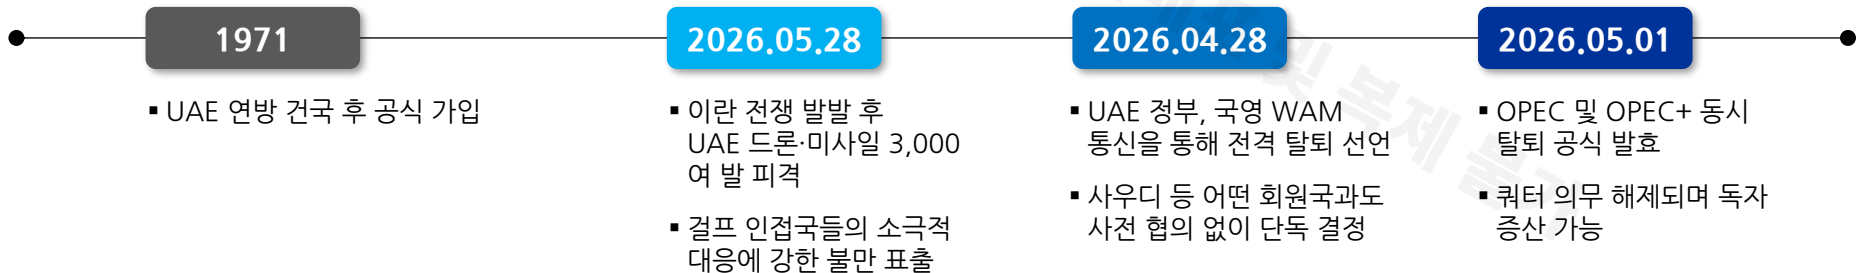 1971
▪ UAE 연방 건국 후 공식 가입
2026.05.28
▪ 이란 전쟁 발발 후
UAE 드론·미사일 3,000
여 발 피격
▪ 걸프 인접국들의 소극적
대응에 강한 불만 표출
2026.04.28
▪ UAE 정부, 국영 WAM
통신을 통해 전격 탈퇴 선언
▪ 사우디 등 어떤 회원국과도
사전 협의 없이 단독 결정
2026.05.01
▪ OPEC 및 OPEC+ 동시
탈퇴 공식 발효
▪ 쿼터 의무 해제되며 독자
증산 가능
및 복제